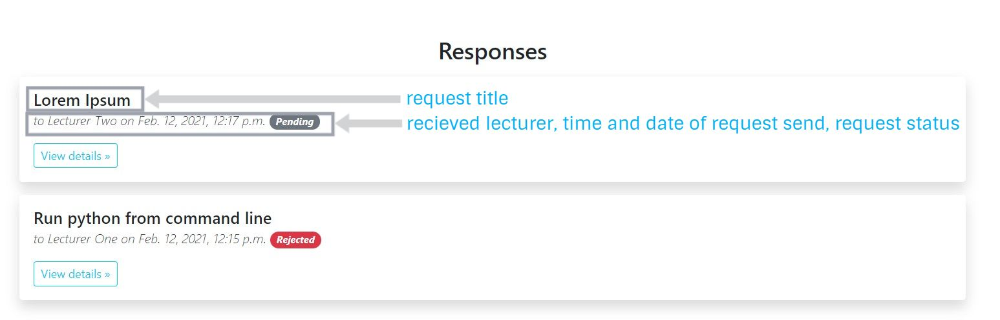 Responses
Lorem Ipsum
request title
to Lecturer Two on Feb. 12, 2021, 12:17 p.m. Pending
recieved lecturer, time and date of request send, request status
View details »
Run python from command line
to Lecturer One on Feb. 12, 2021, 12:15 p.m. Rejected
View details »